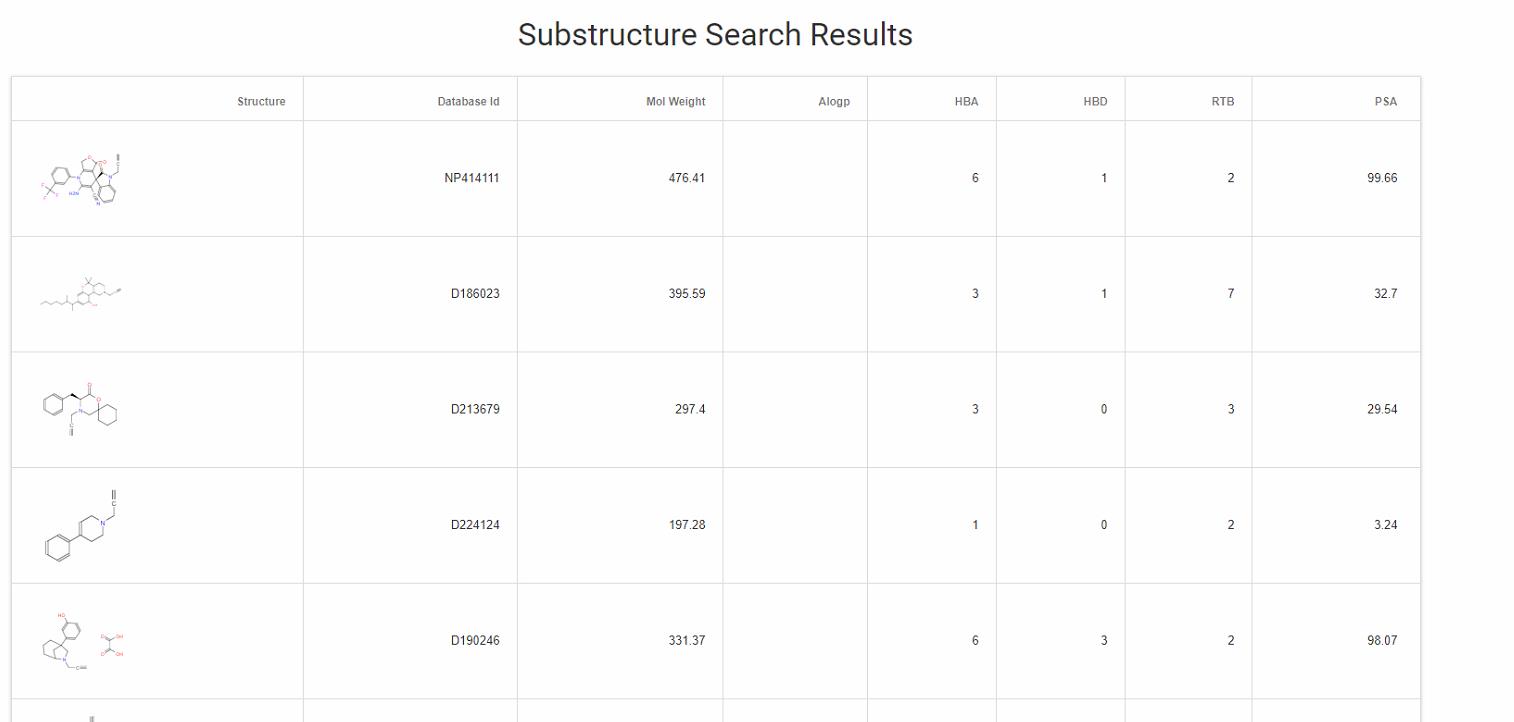 Substructure Search Results
Structure Database Id Mol Weight Alogp HBA HBD RTB PSA
NP414111 476.41 6 1 2 99.66
D186023 395.59 3 1 7 32.7
D213679 297.4 3 0 3 29.54
D224124 197.28 1 0 2 3.24
D190246 331.37 6 3 2 98.07